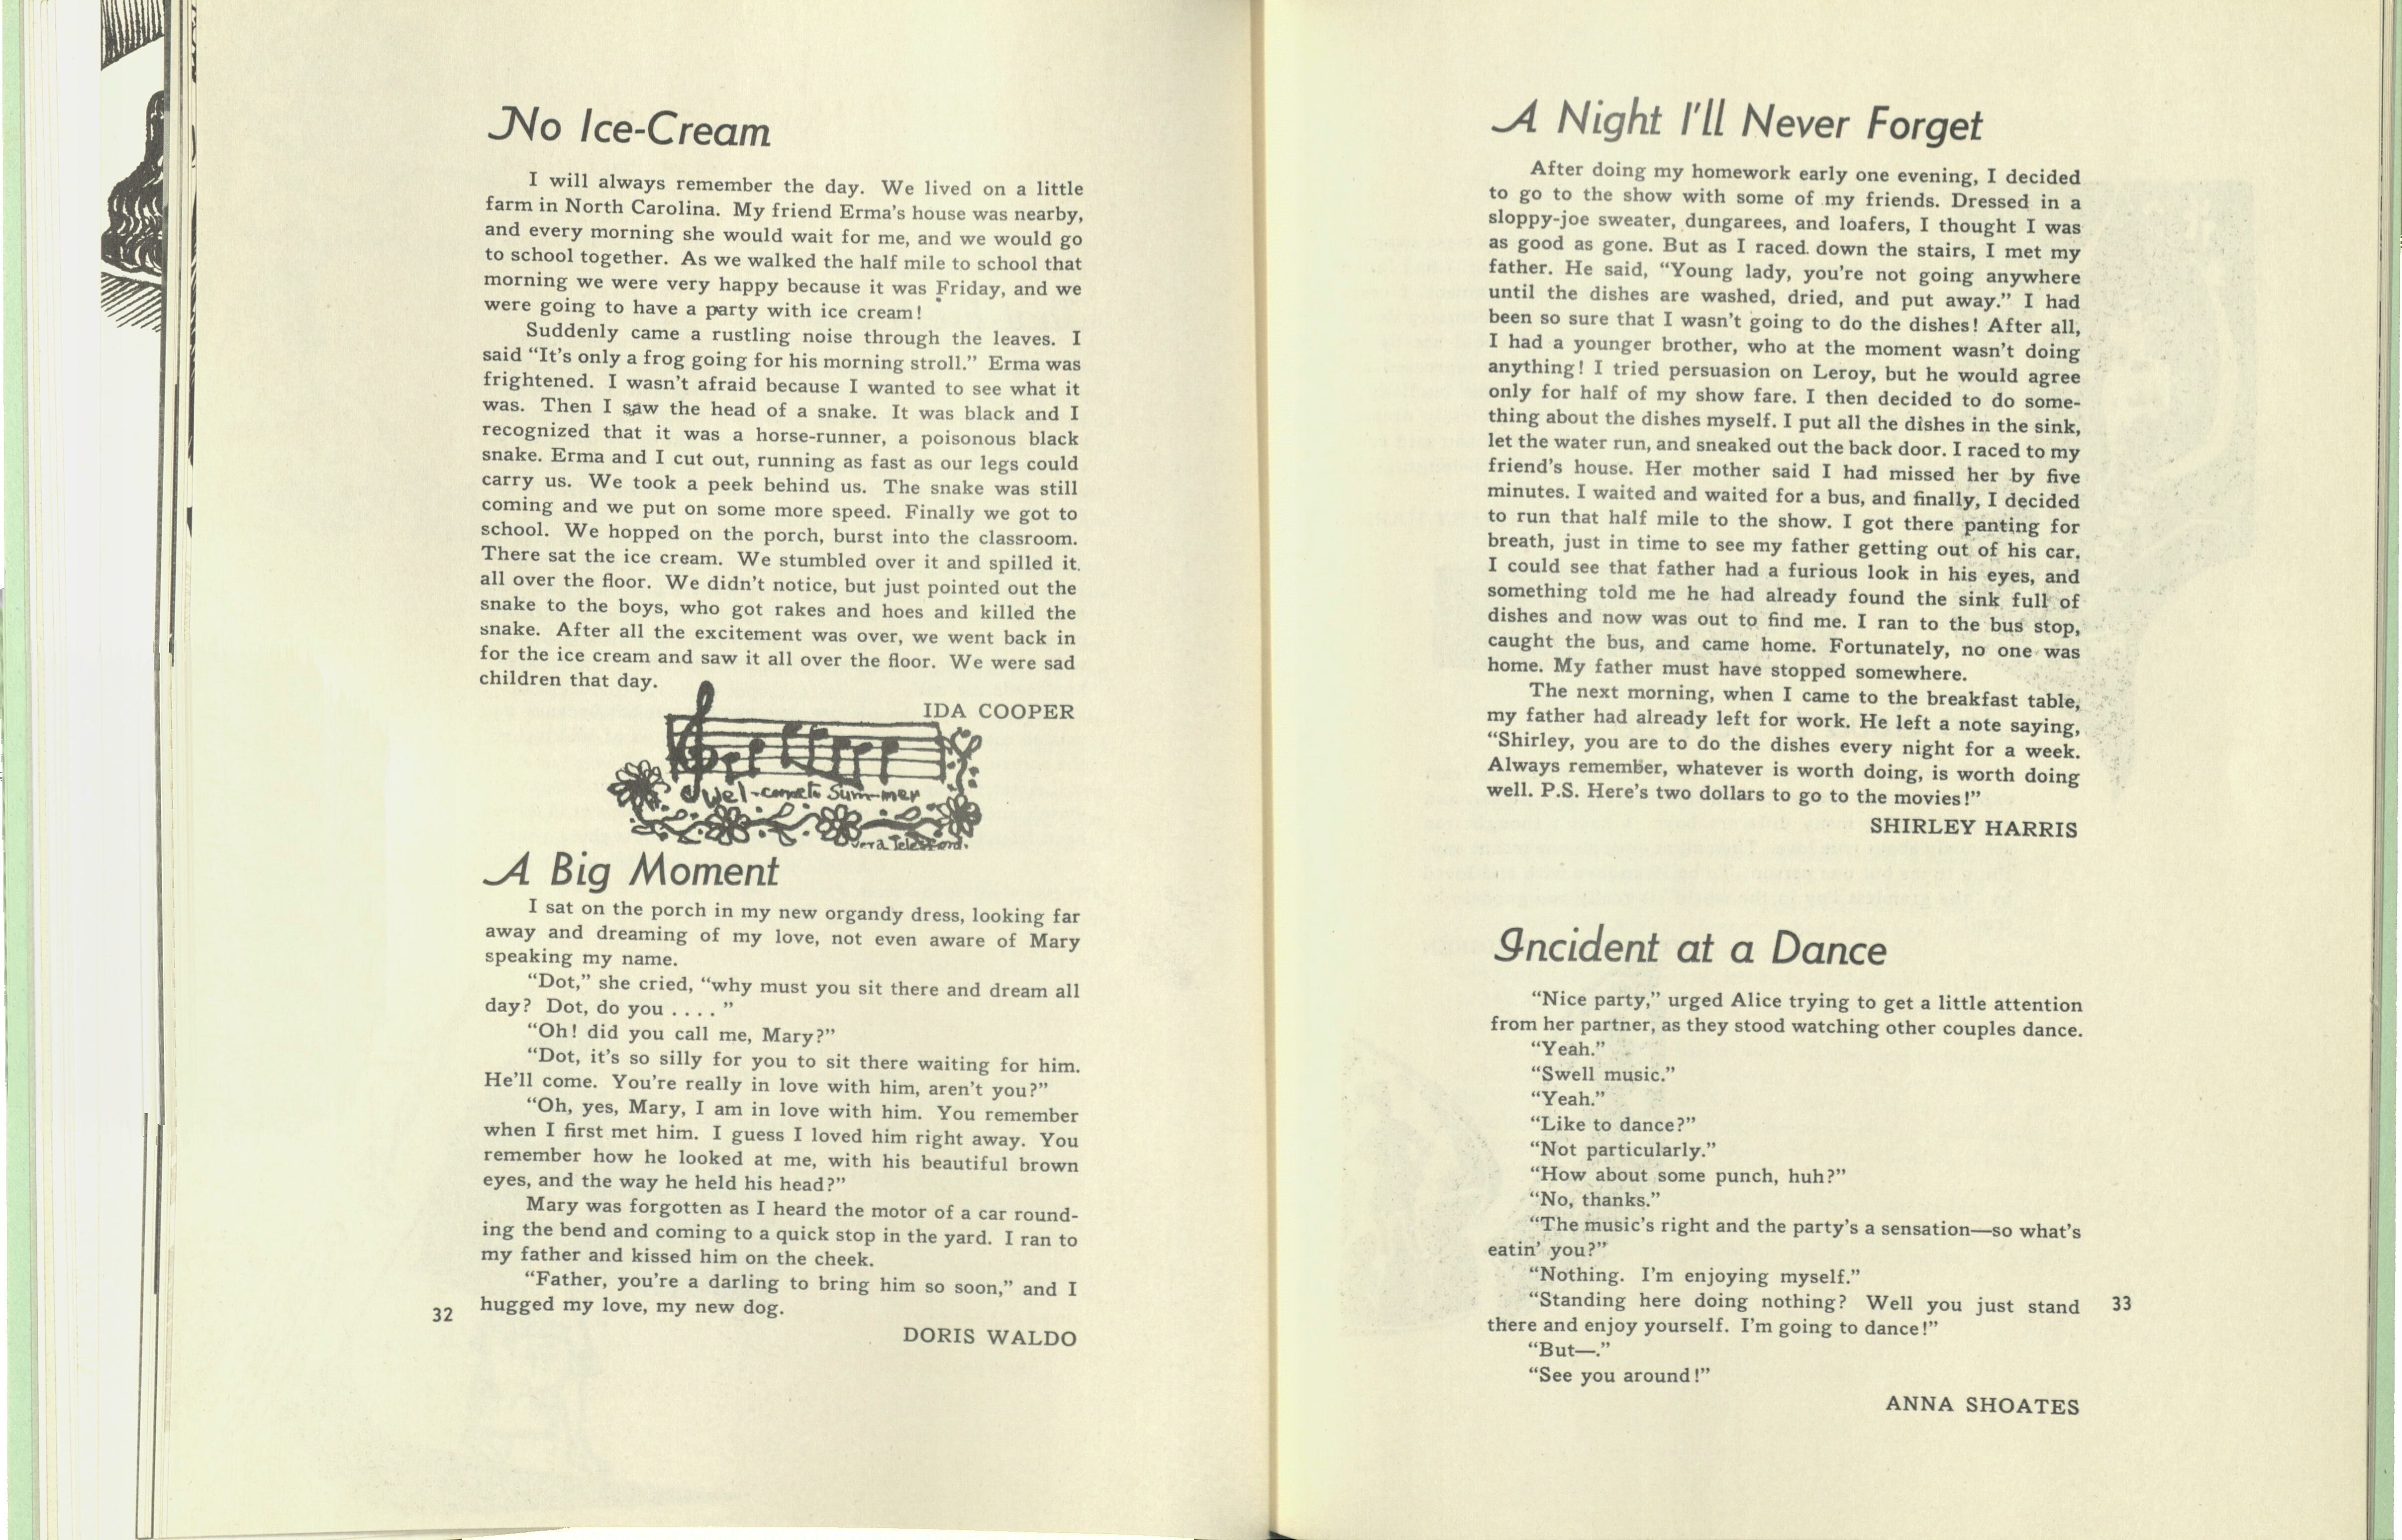 No Ice-Cream
I will always remember the day. We lived on a little
farm in North Carolina. My friend Erma's house was nearby,
and every morning she would wait for me, and we would go
to school together. As we walked the half mile to school that
morning we were very happy because it was Friday, and we
were going to have a party with ice cream!
Suddenly came a rustling noise through the leaves. I
said “It's only a frog going for his morning stroll.” Erma was
frightened. I wasn't afraid because I wanted to see what it
was. Then I saw the head of a snake. It was black and I
recognized that it was a horse-runner, a poisonous black
snake. Erma and I cut out, running as fast as our legs could
carry us. We took a peek behind us. The snake was still
coming and we put on some more speed. Finally we got to
school. We hopped on the porch, burst into the classroom.
There sat the ice cream. We stumbled over it and spilled it
all over the floor. We didn't notice, but just pointed out the
snake to the boys, who got rakes and hoes and killed the
snake. After all the excitement was over, we went back in
for the ice cream and saw it all over the floor. We were sad
children that day.
IDA COOPER
Wel-come to Sum-mer
Vera Telesford.
A Big Moment
I sat on the porch in my new organdy dress, looking far
away and dreaming of my love, not even aware of Mary
speaking my name.
“Dot,” she cried, “why must you sit there and dream all
day? Dot, do you . . . . ”
“Oh! did you call me, Mary?”
“Dot, it's so silly for you to sit there waiting for him.
He'll come. You're really in love with him, aren't you?”
“Oh, yes, Mary, I am in love with him. You remember
when I first met him. I guess I loved him right away. You
remember how he looked at me, with his beautiful brown
eyes, and the way he held his head?”
Mary was forgotten as I heard the motor of a car round-
ing the bend and coming to a quick stop in the yard. I ran to
my father and kissed him on the cheek.
“Father, you're a darling to bring him so soon,” and I
hugged my love, my new dog.
32
DORIS WALDO
A Night I'll Never Forget
After doing my homework early one evening, I decided
to go to the show with some of my friends. Dressed in a
sloppy-joe sweater, dungarees, and loafers, I thought I was
as good as gone. But as I raced down the stairs, I met my
father. He said, “Young lady, you're not going anywhere
until the dishes are washed, dried, and put away.” I had
been so sure that I wasn't going to do the dishes! After all,
I had a younger brother, who at the moment wasn't doing
anything! I tried persuasion on Leroy, but he would agree
only for half of my show fare. I then decided to do some-
thing about the dishes myself. I put all the dishes in the sink,
let the water run, and sneaked out the back door. I raced to my
friend's house. Her mother said I had missed her by five
minutes. I waited and waited for a bus, and finally, I decided
to run that half mile to the show. I got there panting for
breath, just in time to see my father getting out of his car.
I could see that father had a furious look in his eyes, and
something told me he had already found the sink full of
dishes and now was out to find me. I ran to the bus stop,
caught the bus, and came home. Fortunately, no one was
home. My father must have stopped somewhere.
The next morning, when I came to the breakfast table,
my father had already left for work. He left a note saying,
“Shirley, you are to do the dishes every night for a week.
Always remember, whatever is worth doing, is worth doing
well. P.S. Here's two dollars to go to the movies!”
SHIRLEY HARRIS
Incident at a Dance
“Nice party,” urged Alice trying to get a little attention
from her partner, as they stood watching other couples dance.
“Yeah.”
“Swell music.”
“Yeah.”
“Like to dance?”
“Not particularly.”
“How about some punch, huh?”
“No, thanks.”
“The music's right and the party's a sensation—so what's
eatin' you?”
“Nothing. I'm enjoying myself.”
“Standing here doing nothing? Well you just stand
there and enjoy yourself. I'm going to dance!”
33
“But—.”
“See you around!”
ANNA SHOATES